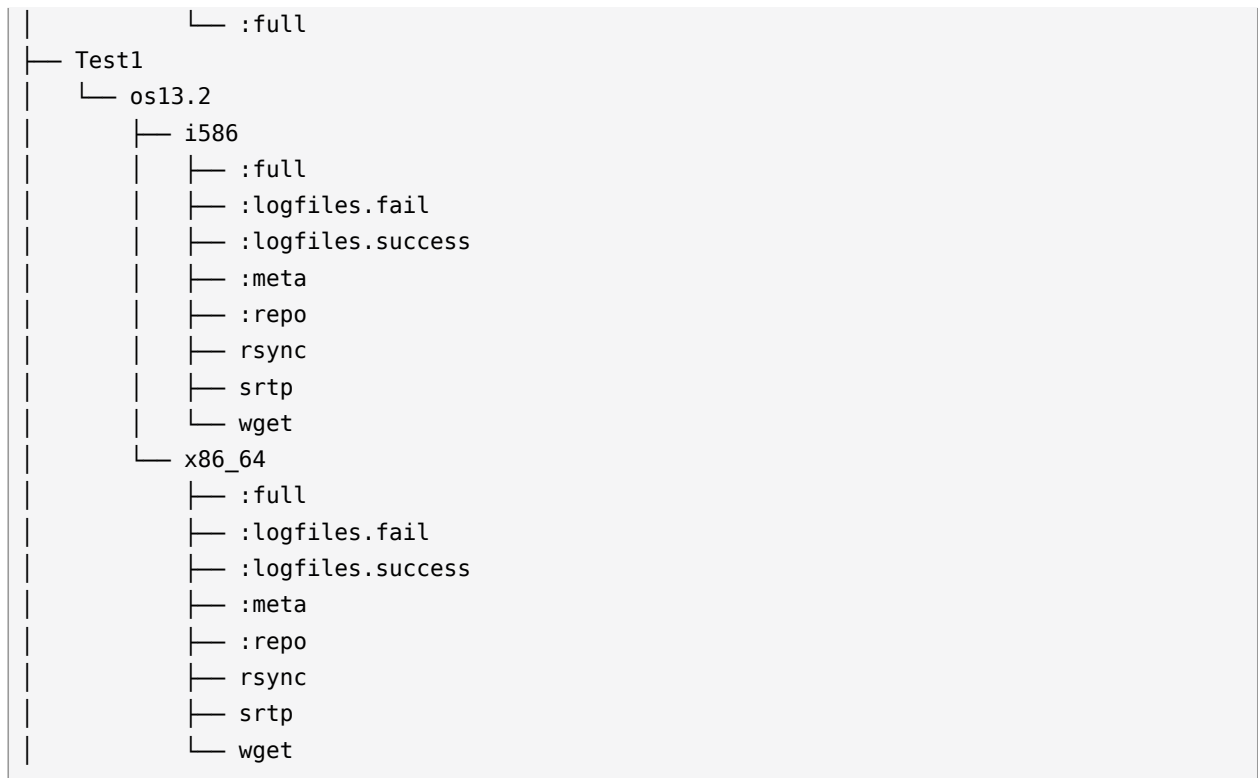 │           └── :full
├── Test1
│   └── os13.2
│       ├── i586
│       │   ├── :full
│       │   ├── :logfiles.fail
│       │   ├── :logfiles.success
│       │   ├── :meta
│       │   ├── :repo
│       │   ├── rsync
│       │   ├── srtp
│       │   └── wget
│       └── x86_64
│           ├── :full
│           ├── :logfiles.fail
│           ├── :logfiles.success
│           ├── :meta
│           ├── :repo
│           ├── rsync
│           ├── srtp
│           └── wget